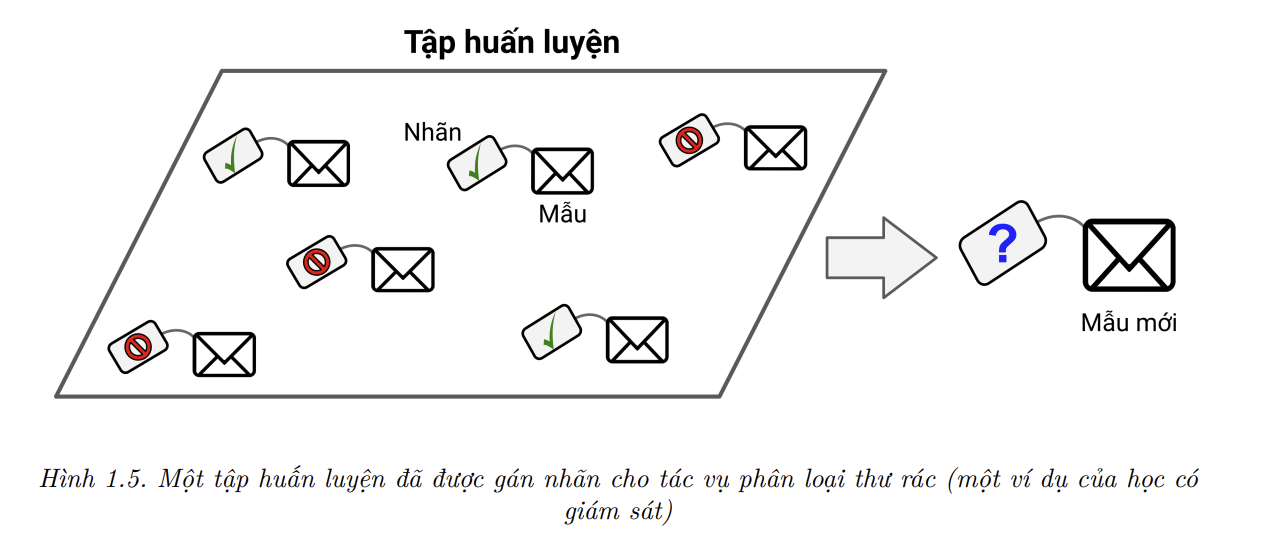 Tập huấn luyện
Nhãn
Mẫu
?
Mẫu mới
Hình 1.5. Một tập huấn luyện đã được gán nhãn cho tác vụ phân loại thư rác (một ví dụ của học có
giám sát)